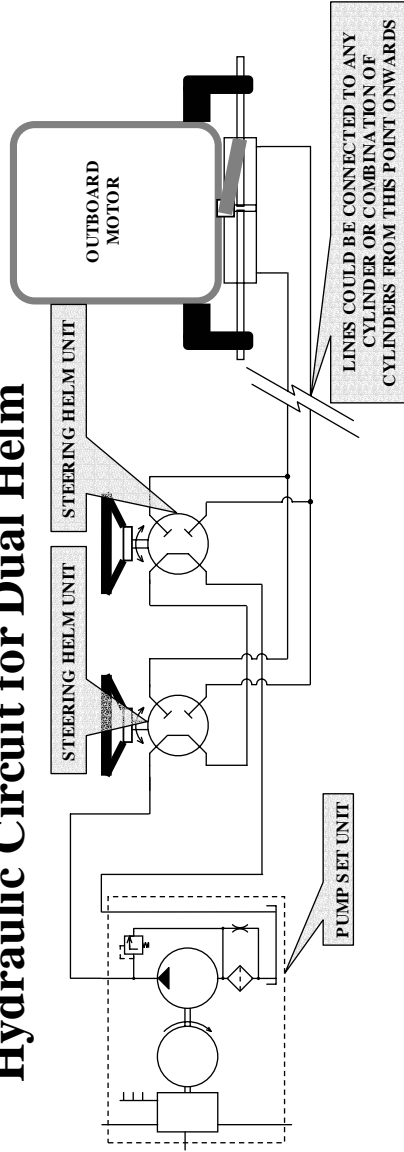 Hydraulic Circuit for Dual Helm
STEERING HELM UNIT
STEERING HELM UNIT
OUTBOARD
MOTOR
PUMP SET UNIT
LINES COULD BE CONNECTED TO ANY
CYLINDER OR COMBINATION OF
CYLINDERS FROM THIS POINT ONWARDS